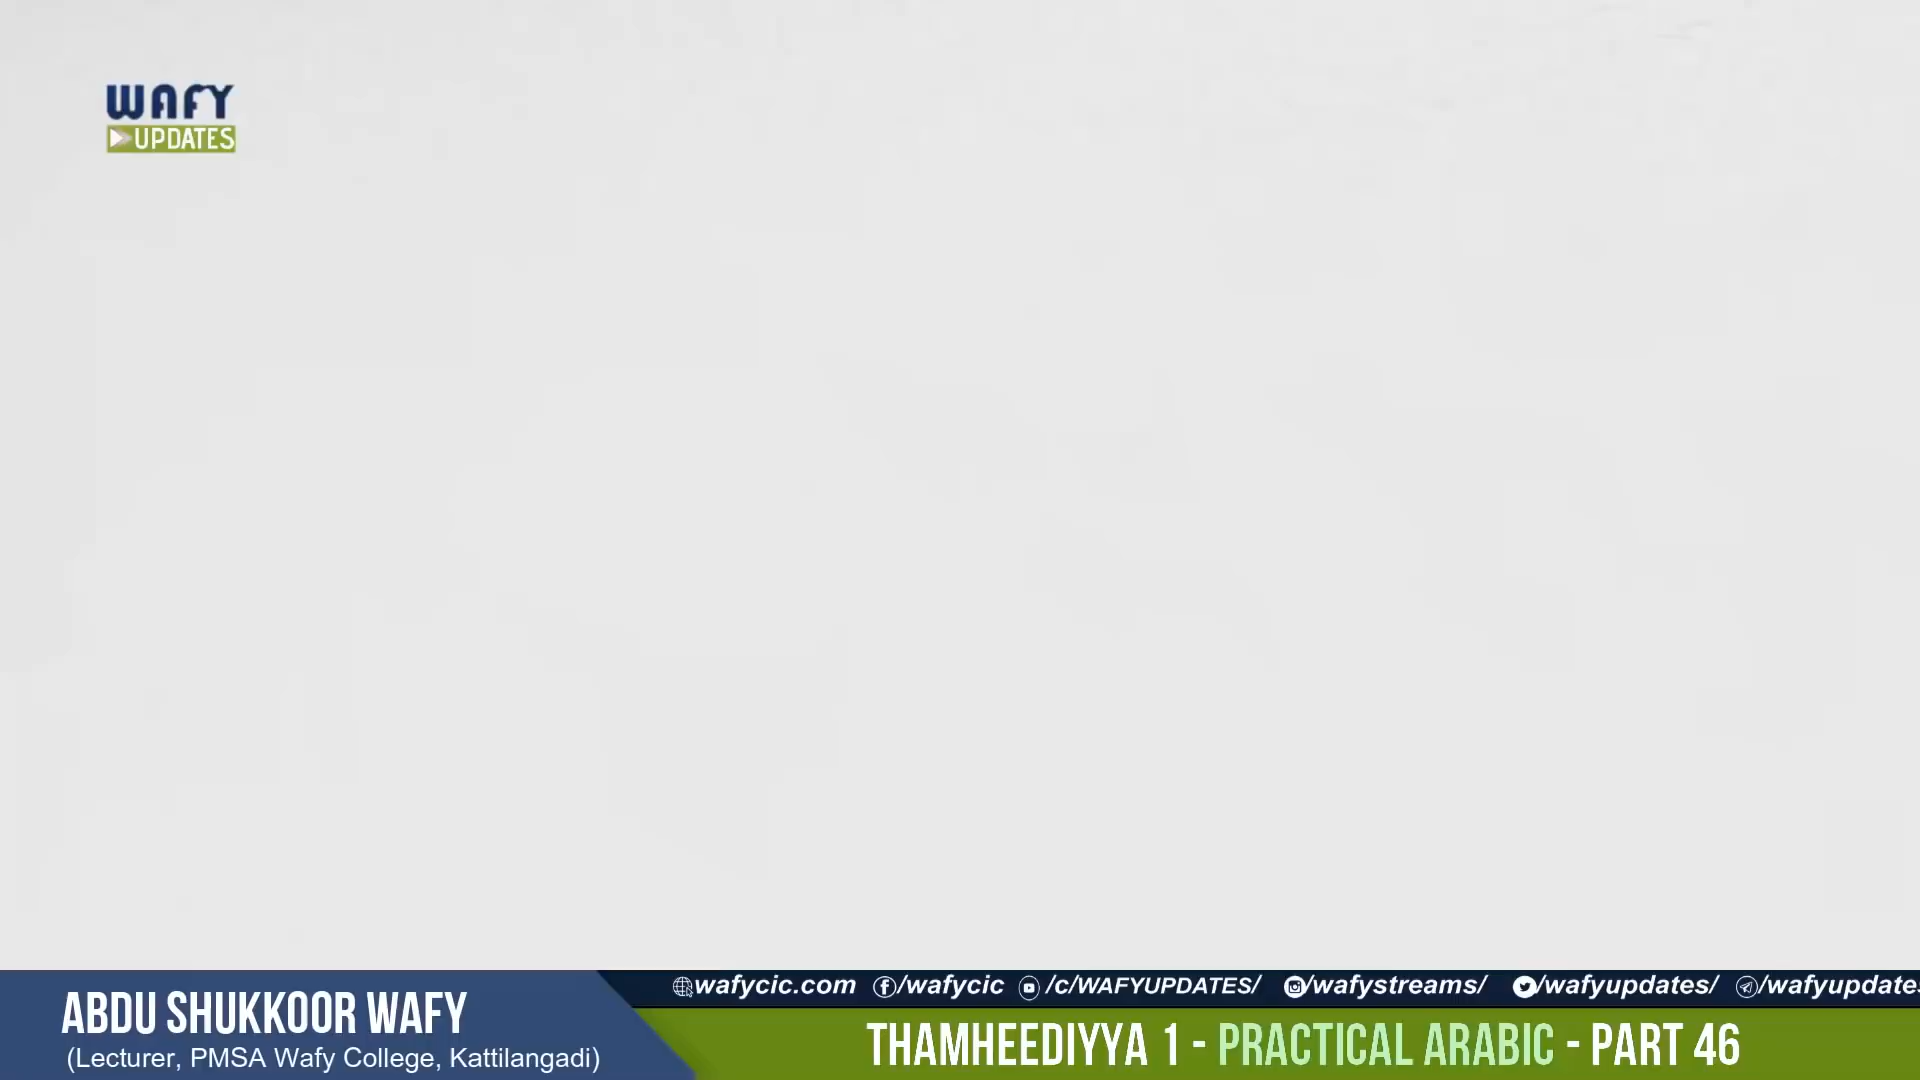 WAFY
UPDATES
wafycic.com /wafycic /c/WAFYUPDATES/ /wafystreams/ /wafyupdates/ /wafyupdates
ABDU SHUKKOOR WAFY
(Lecturer, PMSA Wafy College, Kattilangadi)
THAMHEEDIYYA 1 - PRACTICAL ARABIC - PART 46